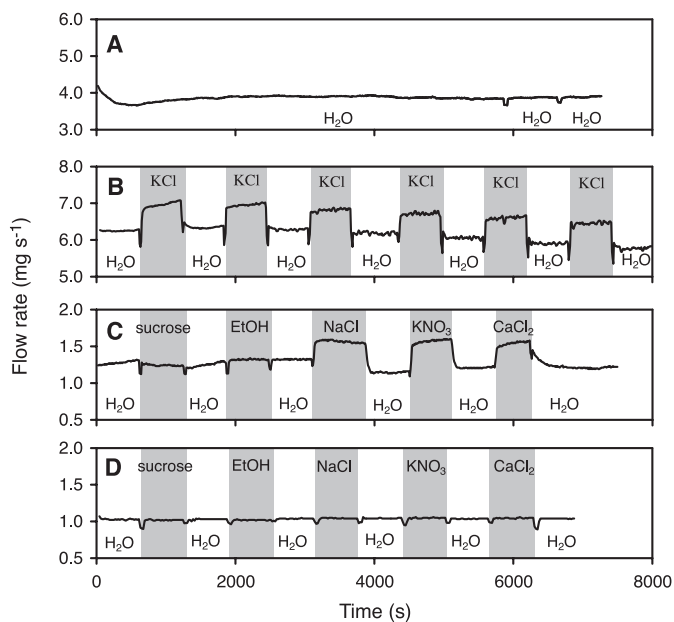 6.0
A
5.0
4.0
H₂O H₂O H₂O
3.0
8.0
B KCl KCl KCl KCl KCl KCl
7.0
6.0
H₂O H₂O H₂O H₂O H₂O H₂O H₂O
5.0
Flow rate (mg s⁻¹)
2.0
C sucrose EtOH NaCl KNO₃ CaCl₂
1.5
1.0
H₂O H₂O H₂O H₂O H₂O H₂O
0.5
2.0
D sucrose EtOH NaCl KNO₃ CaCl₂
1.5
1.0
H₂O H₂O H₂O H₂O H₂O H₂O
0.5
0 2000 4000 6000 8000
Time (s)